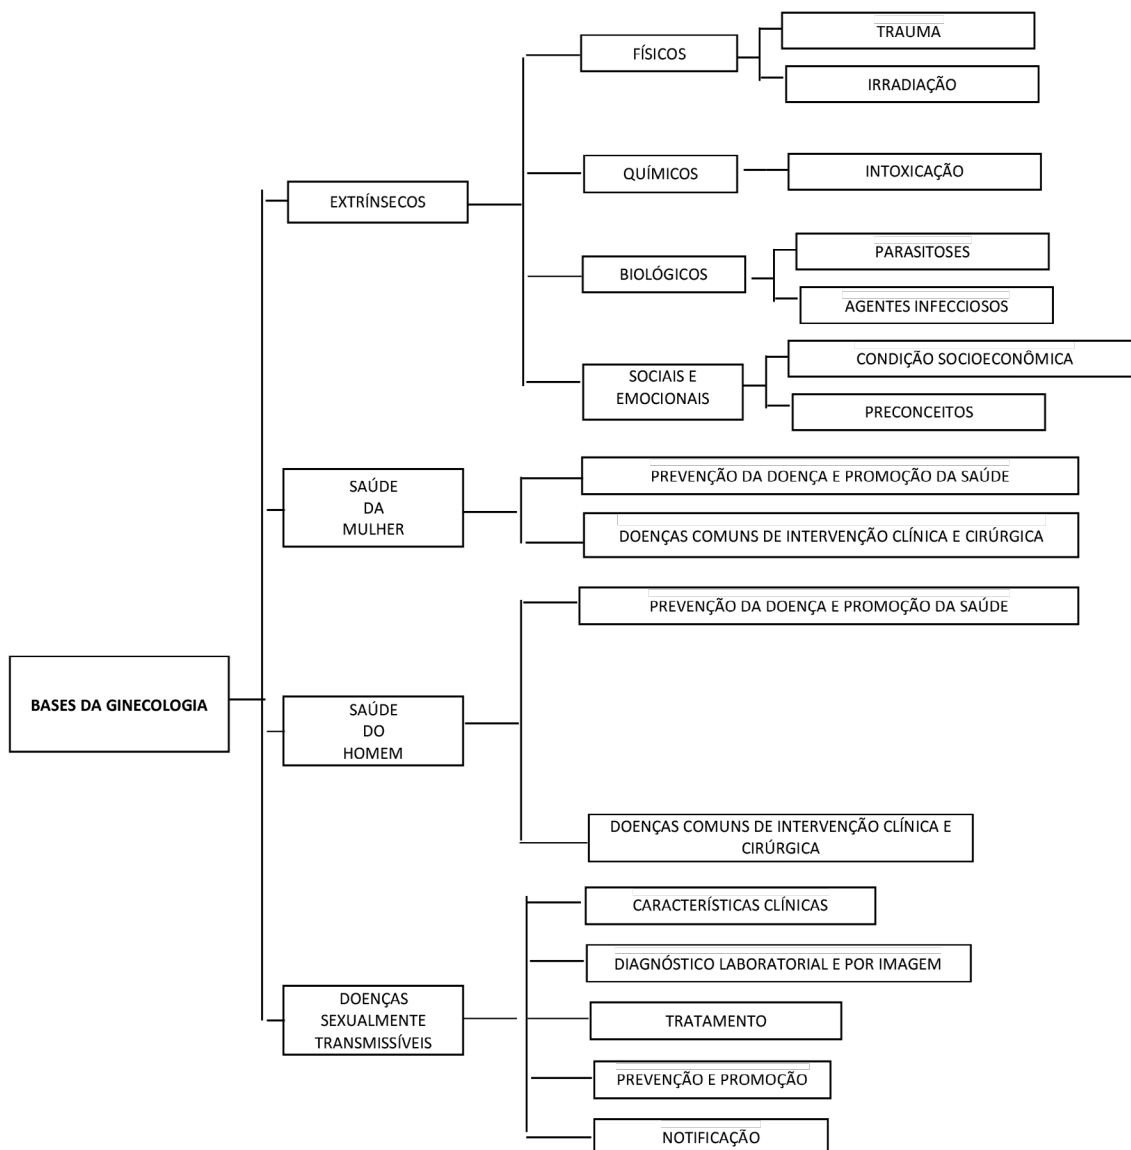 TRAUMA
FÍSICOS
IRRADIAÇÃO
QUÍMICOS
INTOXICAÇÃO
EXTRÍNSECOS
PARASITOSES
BIOLÓGICOS
AGENTES INFECCIOSOS
CONDIÇÃO SOCIOECONÔMICA
SOCIAIS E
EMOCIONAIS
PRECONCEITOS
PREVENÇÃO DA DOENÇA E PROMOÇÃO DA SAÚDE
SAÚDE
DA
MULHER
DOENÇAS COMUNS DE INTERVENÇÃO CLÍNICA E CIRÚRGICA
PREVENÇÃO DA DOENÇA E PROMOÇÃO DA SAÚDE
BASES DA GINECOLOGIA
SAÚDE
DO
HOMEM
DOENÇAS COMUNS DE INTERVENÇÃO CLÍNICA E
CIRÚRGICA
CARACTERÍSTICAS CLÍNICAS
DIAGNÓSTICO LABORATORIAL E POR IMAGEM
DOENÇAS
SEXUALMENTE
TRANSMISSÍVEIS
TRATAMENTO
PREVENÇÃO E PROMOÇÃO
NOTIFICAÇÃO